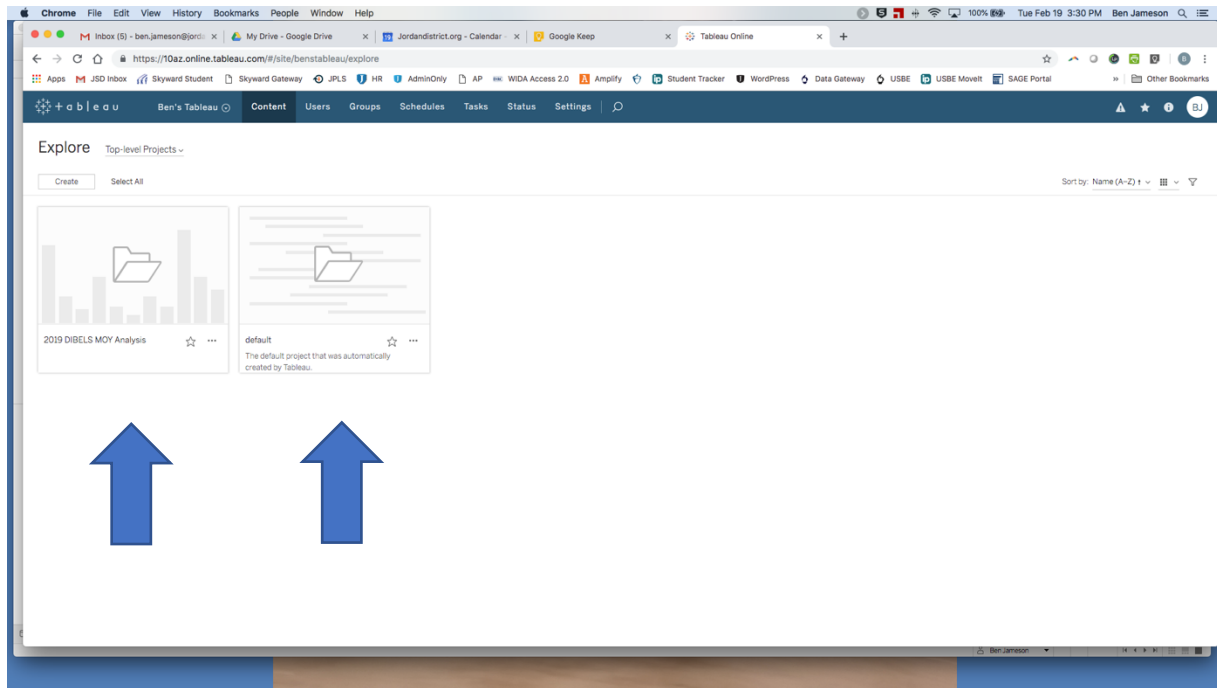 Chrome File Edit View History Bookmarks People Window Help 100% Tue Feb 19 3:30 PM Ben Jameson
Inbox (5) - ben.jameson@jorda My Drive - Google Drive Jordandistrict.org - Calendar - Google Keep Tableau Online
https://10az.online.tableau.com/#/site/benstableau/explore
Apps JSD Inbox Skyward Student Skyward Gateway JPLS HR AdminOnly AP WIDA Access 2.0 Amplify Student Tracker WordPress Data Gateway USBE USBE MoveIt SAGE Portal » Other Bookmarks
+ a b | e a u Ben's Tableau Content Users Groups Schedules Tasks Status Settings BJ
Explore Top-level Projects
Create Select All Sort by: Name (A–Z) ↑
2019 DIBELS MOY Analysis
default
The default project that was automatically
created by Tableau.
Ben Jameson